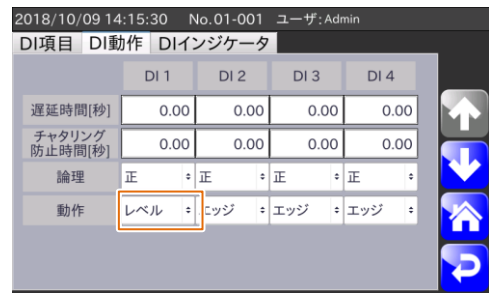 2018/10/09 14:15:30 No.01-001 ユーザ:Admin
DI項目 DI動作 DIインジケータ
DI 1 DI 2 DI 3 DI 4
遅延時間[秒] 0.00 0.00 0.00 0.00
チャタリング
防止時間[秒] 0.00 0.00 0.00 0.00
論理 正 正 正 正
動作 レベル エッジ エッジ エッジ